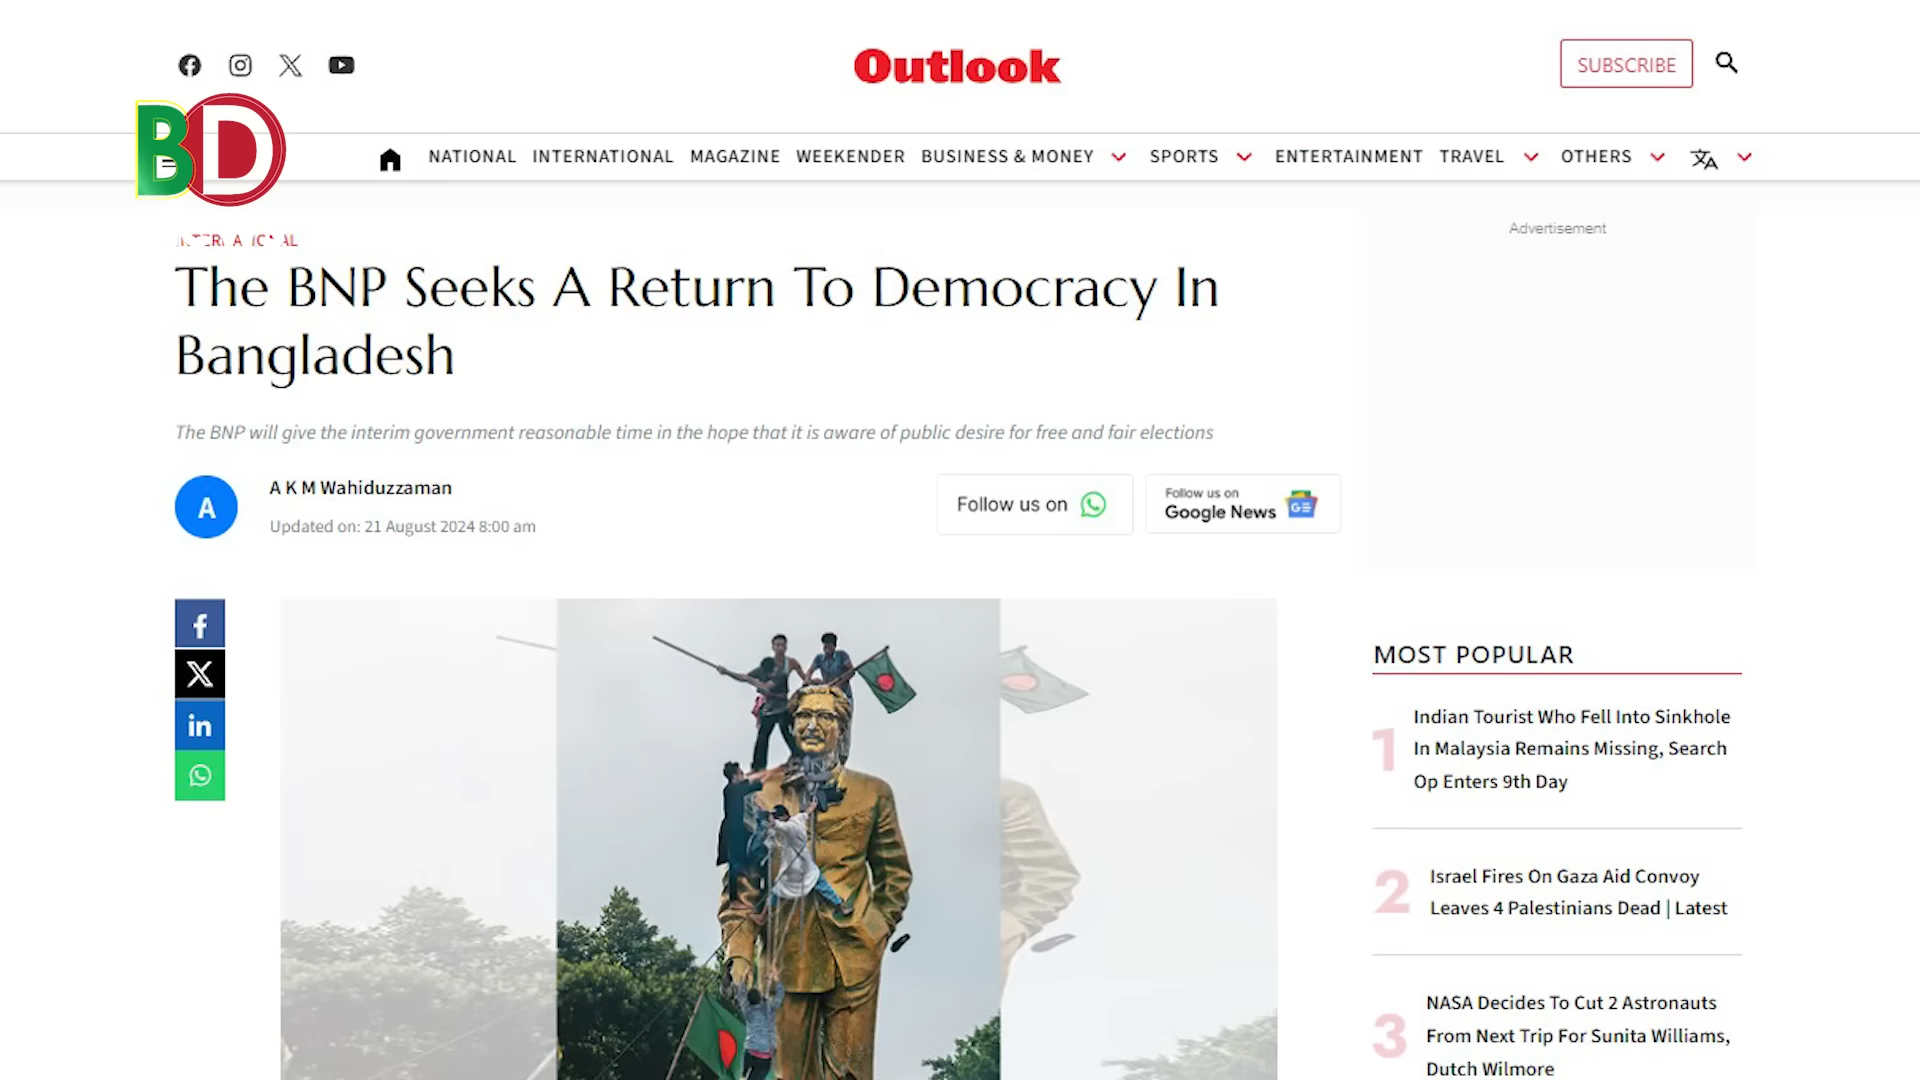 Outlook
SUBSCRIBE
BD
NATIONAL INTERNATIONAL MAGAZINE WEEKENDER BUSINESS & MONEY SPORTS ENTERTAINMENT TRAVEL OTHERS
Advertisement
The BNP Seeks A Return To Democracy In
Bangladesh
The BNP will give the interim government reasonable time in the hope that it is aware of public desire for free and fair elections
A
A K M Wahiduzzaman
Updated on: 21 August 2024 8:00 am
Follow us on
Follow us on
Google News
MOST POPULAR
1
Indian Tourist Who Fell Into Sinkhole
In Malaysia Remains Missing, Search
Op Enters 9th Day
2
Israel Fires On Gaza Aid Convoy
Leaves 4 Palestinians Dead | Latest
3
NASA Decides To Cut 2 Astronauts
From Next Trip For Sunita Williams,
Dutch Wilmore